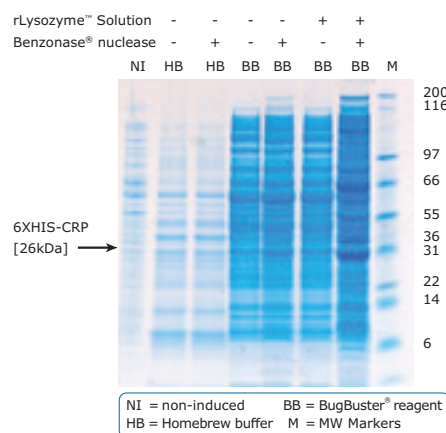 rLysozyme™ Solution - - - - + +
Benzonase® nuclease - + - + - +
NI HB HB BB BB BB BB M
200
116
97
66
55
6XHIS-CRP
36
[26kDa]
31
22
14
6
NI = non-induced BB = BugBuster® reagent
HB = Homebrew buffer M = MW Markers